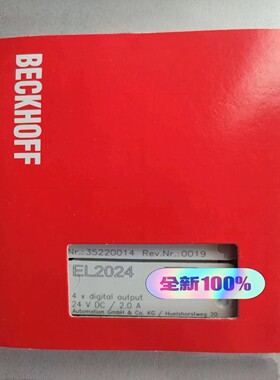 BECKHOFF
Nr.:35220014 Rev.Nr.:0019
EL2024
4 x digital output
24 V DC / 2.0 A
Automation GmbH & Co. KG / Huelshorstweg 20
全新100%